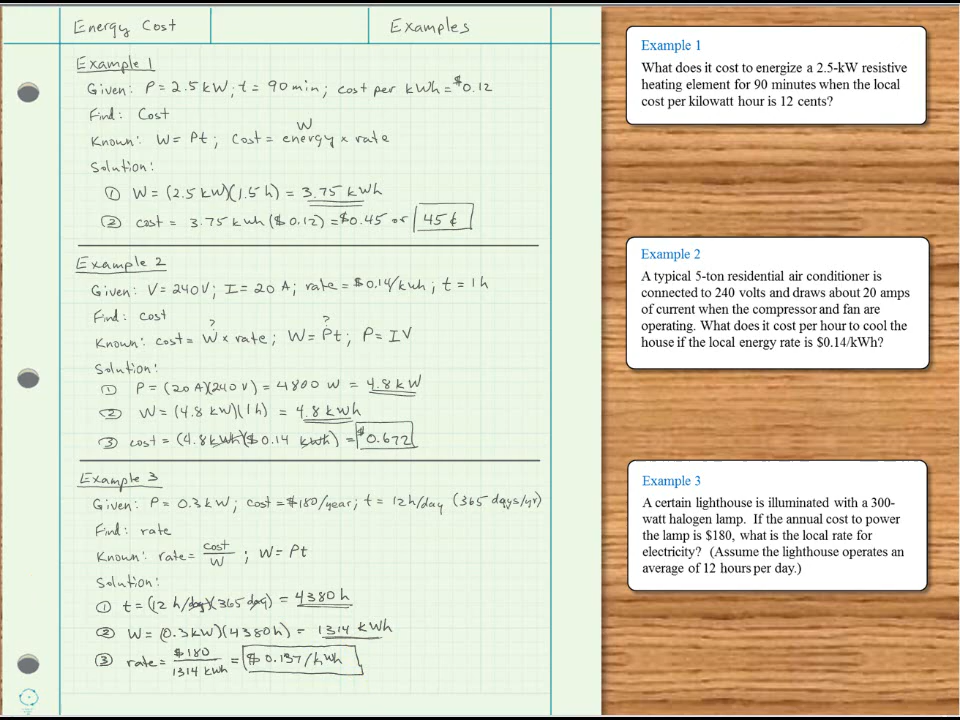 Energy Cost
Examples
Example 1
Given: P = 2.5 kW; t = 90 min; cost per kWh = $0.12
Find: Cost
W
Known: W = Pt; Cost = energy x rate
Solution:
① W = (2.5 kW)(1.5 h) = 3.75 kWh
② cost = 3.75 kWh ($0.12) = $0.45 or 45¢
Example 2
Given: V = 240V; I = 20 A; rate = $0.14/kWh; t = 1h
Find: cost
? ?
Known: cost = W x rate; W = Pt; P = IV
Solution:
① P = (20 A)(240 V) = 4800 W = 4.8 kW
② W = (4.8 kW)(1h) = 4.8 kWh
③ cost = (4.8 kWh)($0.14 kWh) = $0.672
Example 3
Given: P = 0.3 kW; cost = $180/year; t = 12h/day (365 days/yr)
Find: rate
Known: rate = cost/W; W = Pt
Solution:
① t = (12 h/day)(365 day) = 4380 h
② W = (0.3kW)(4380h) = 1314 kWh
③ rate = $180/1314 kWh = $0.137/kWh
Example 1
What does it cost to energize a 2.5-kW resistive
heating element for 90 minutes when the local
cost per kilowatt hour is 12 cents?
Example 2
A typical 5-ton residential air conditioner is
connected to 240 volts and draws about 20 amps
of current when the compressor and fan are
operating. What does it cost per hour to cool the
house if the local energy rate is $0.14/kWh?
Example 3
A certain lighthouse is illuminated with a 300-
watt halogen lamp. If the annual cost to power
the lamp is $180, what is the local rate for
electricity? (Assume the lighthouse operates an
average of 12 hours per day.)